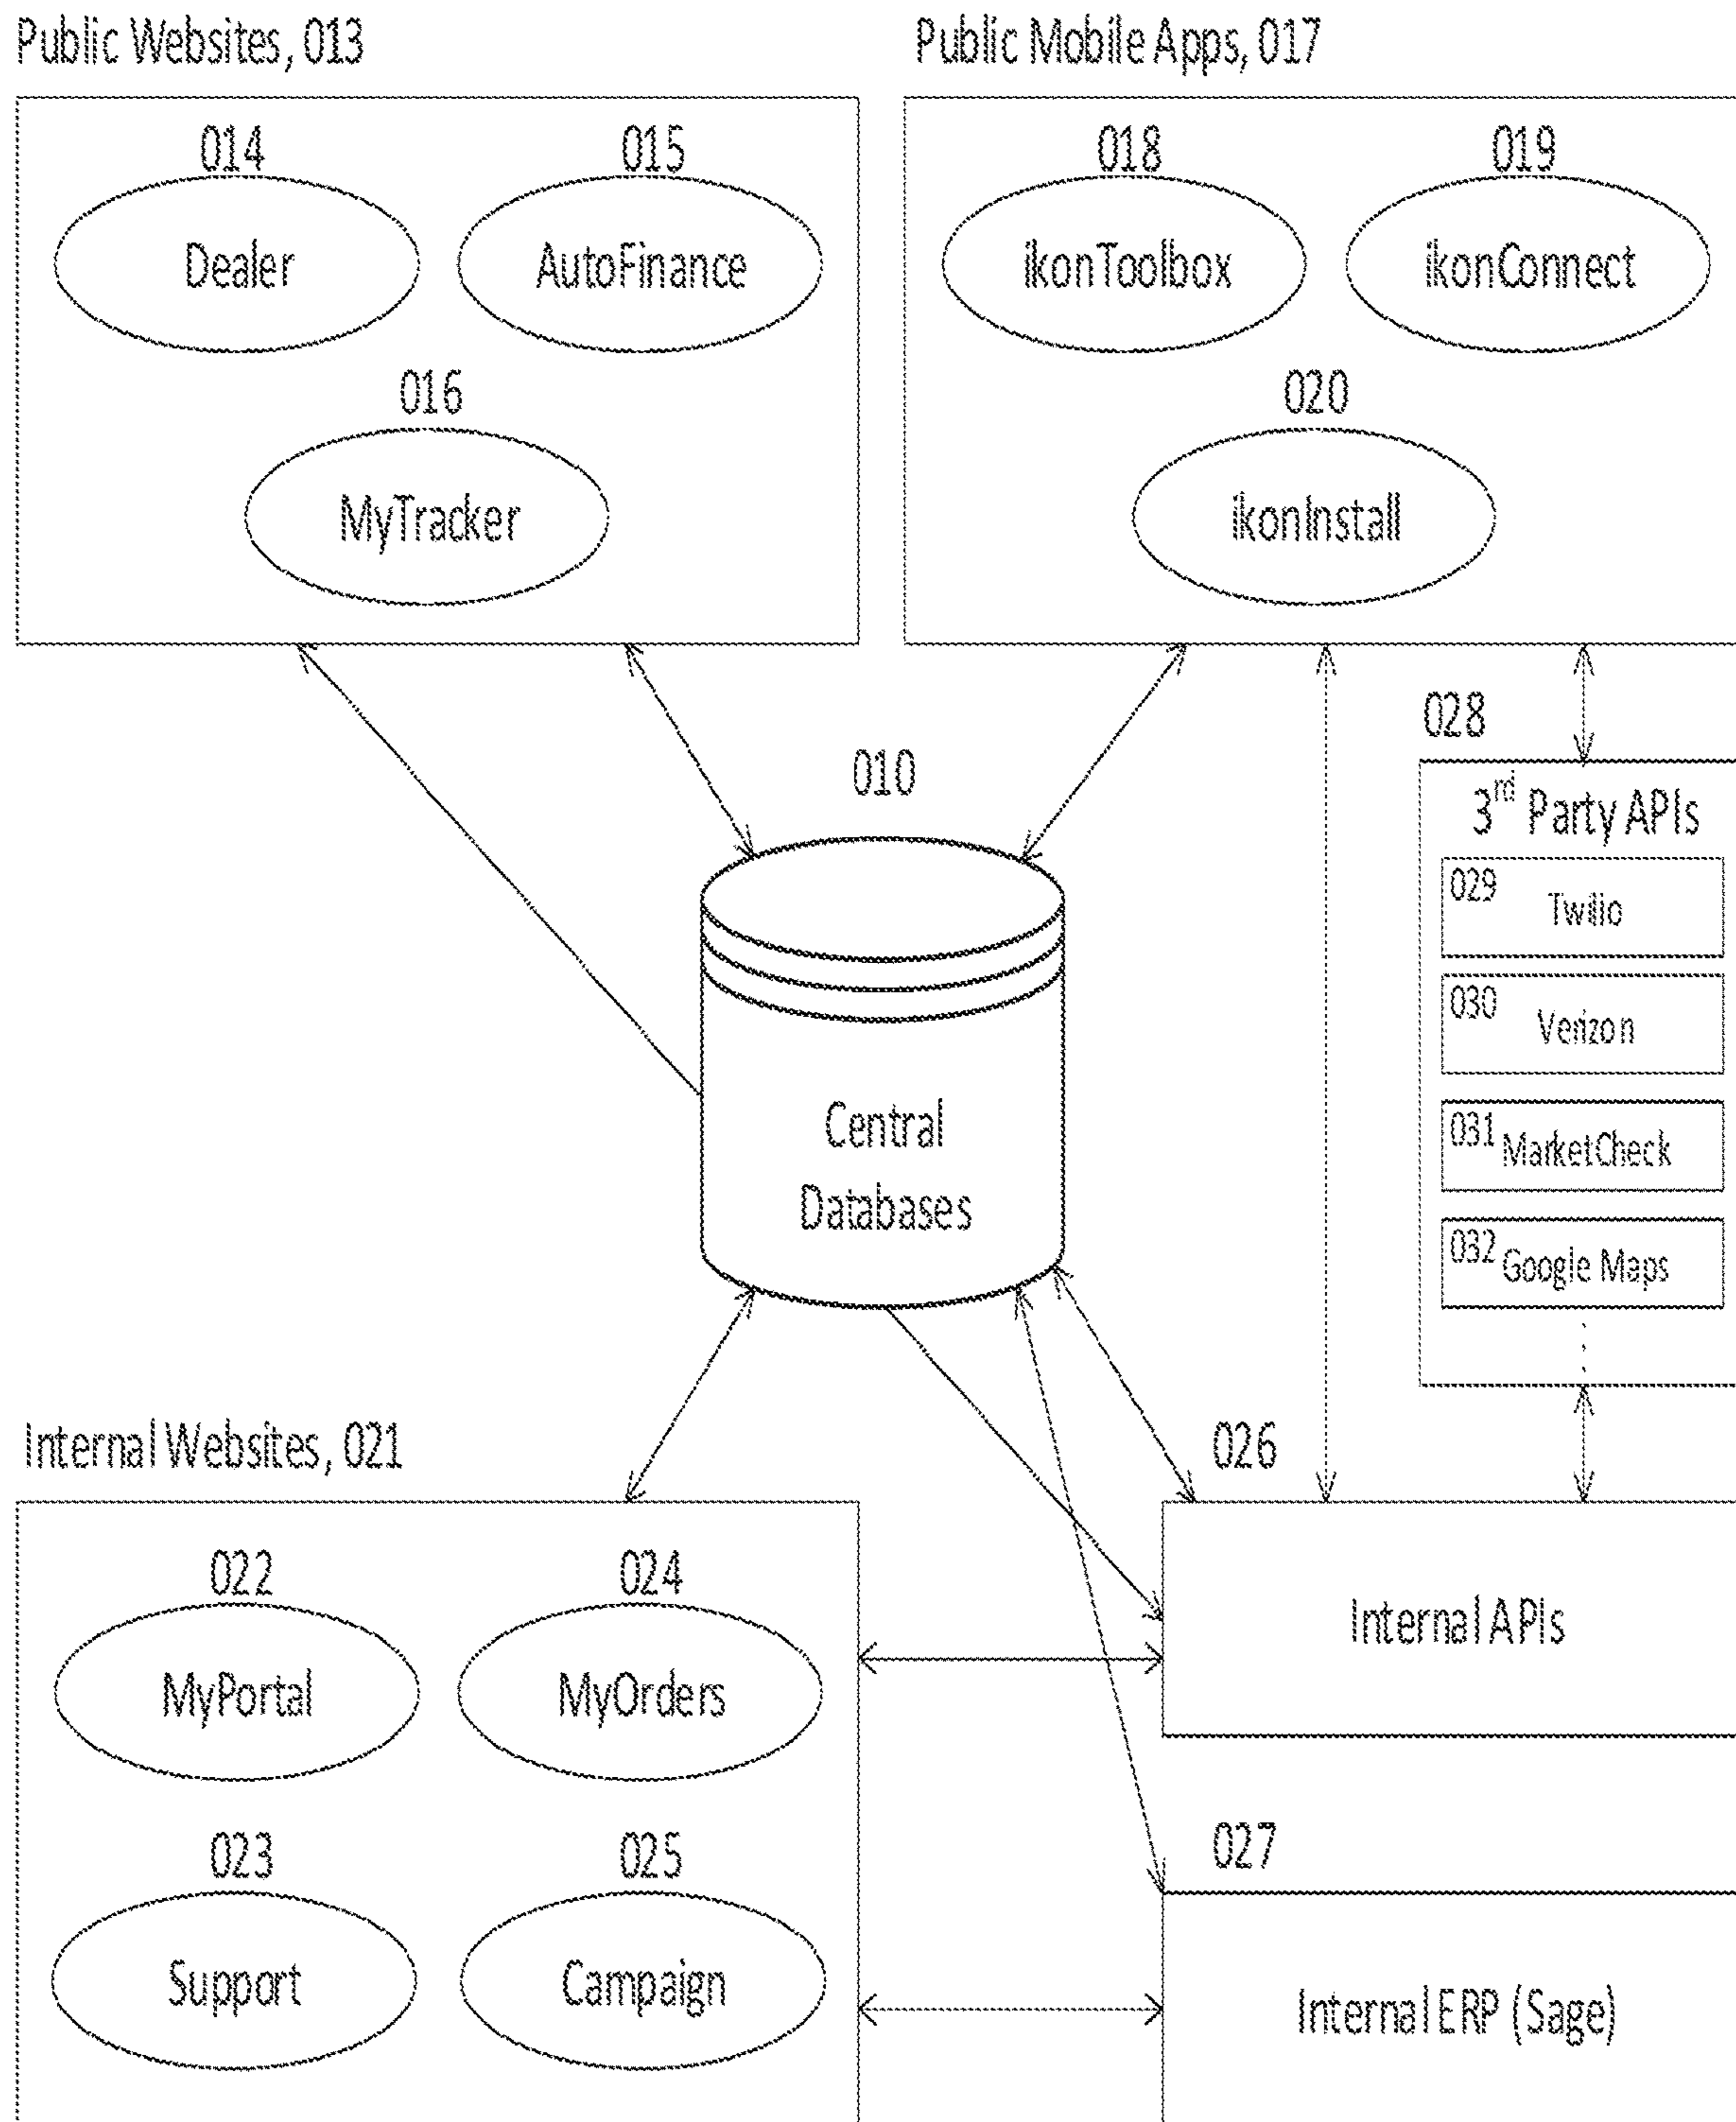 Public Websites, 013
014
015
Dealer
AutoFinance
016
MyTracker
Public Mobile Apps, 017
018
019
ikonToolbox
ikonConnect
020
ikonInstall
010
Central
Databases
028
3rd Party APIs
029
Twilio
030
Verizon
031
MarketCheck
032
Google Maps
Internal Websites, 021
022
024
MyPortal
MyOrders
023
025
Support
Campaign
026
Internal APIs
027
Internal ERP (Sage)